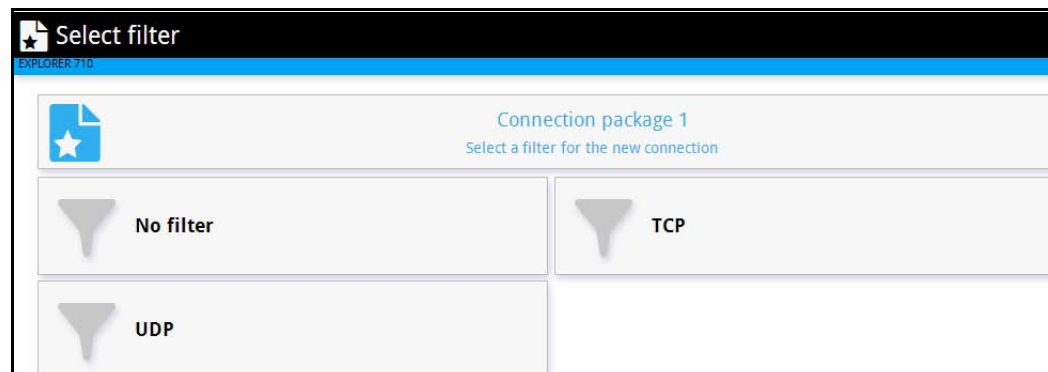 Select filter
EXPLORER 710
Connection package 1
Select a filter for the new connection
No filter
TCP
UDP